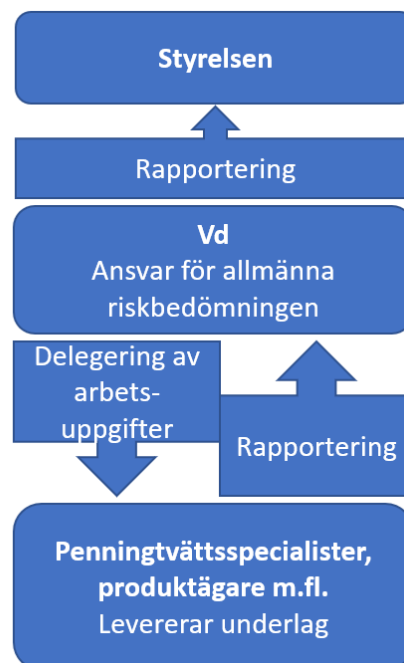 Styrelsen
Rapportering
Vd
Ansvar för allmänna
riskbedömningen
Delegering av
arbets-
uppgifter
Rapportering
Penningtvättsspecialister,
produktägare m.fl.
Levererar underlag